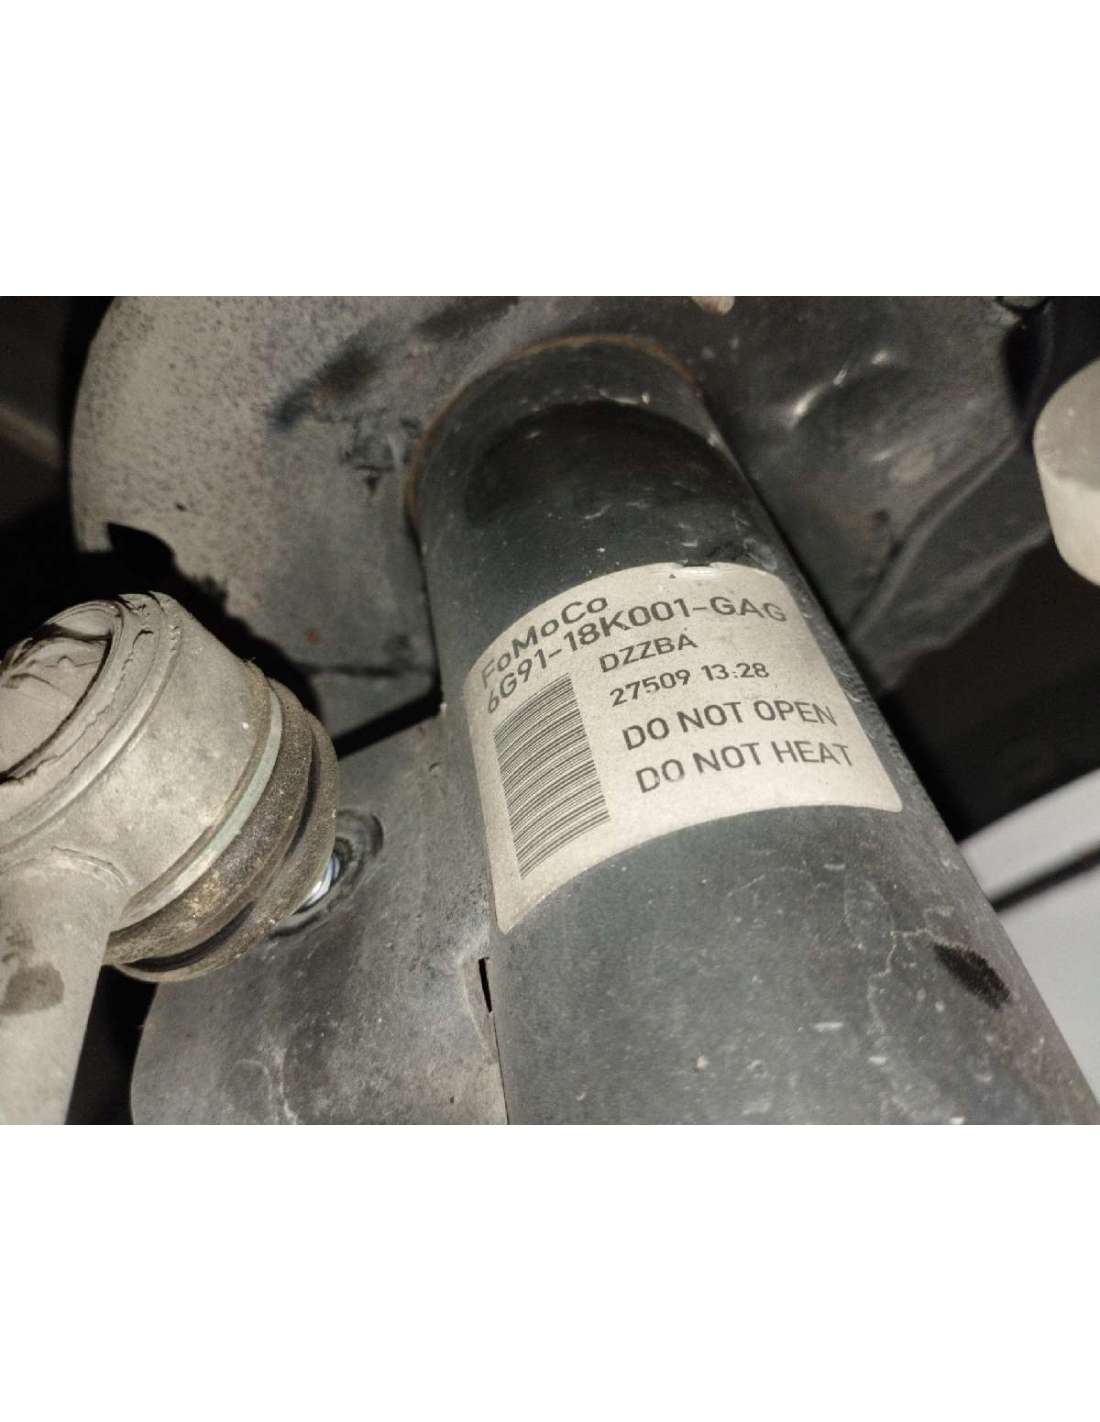 FoMoCo
6G91-18K001-GAG
DZZBA
27509 13:28
DO NOT OPEN
DO NOT HEAT